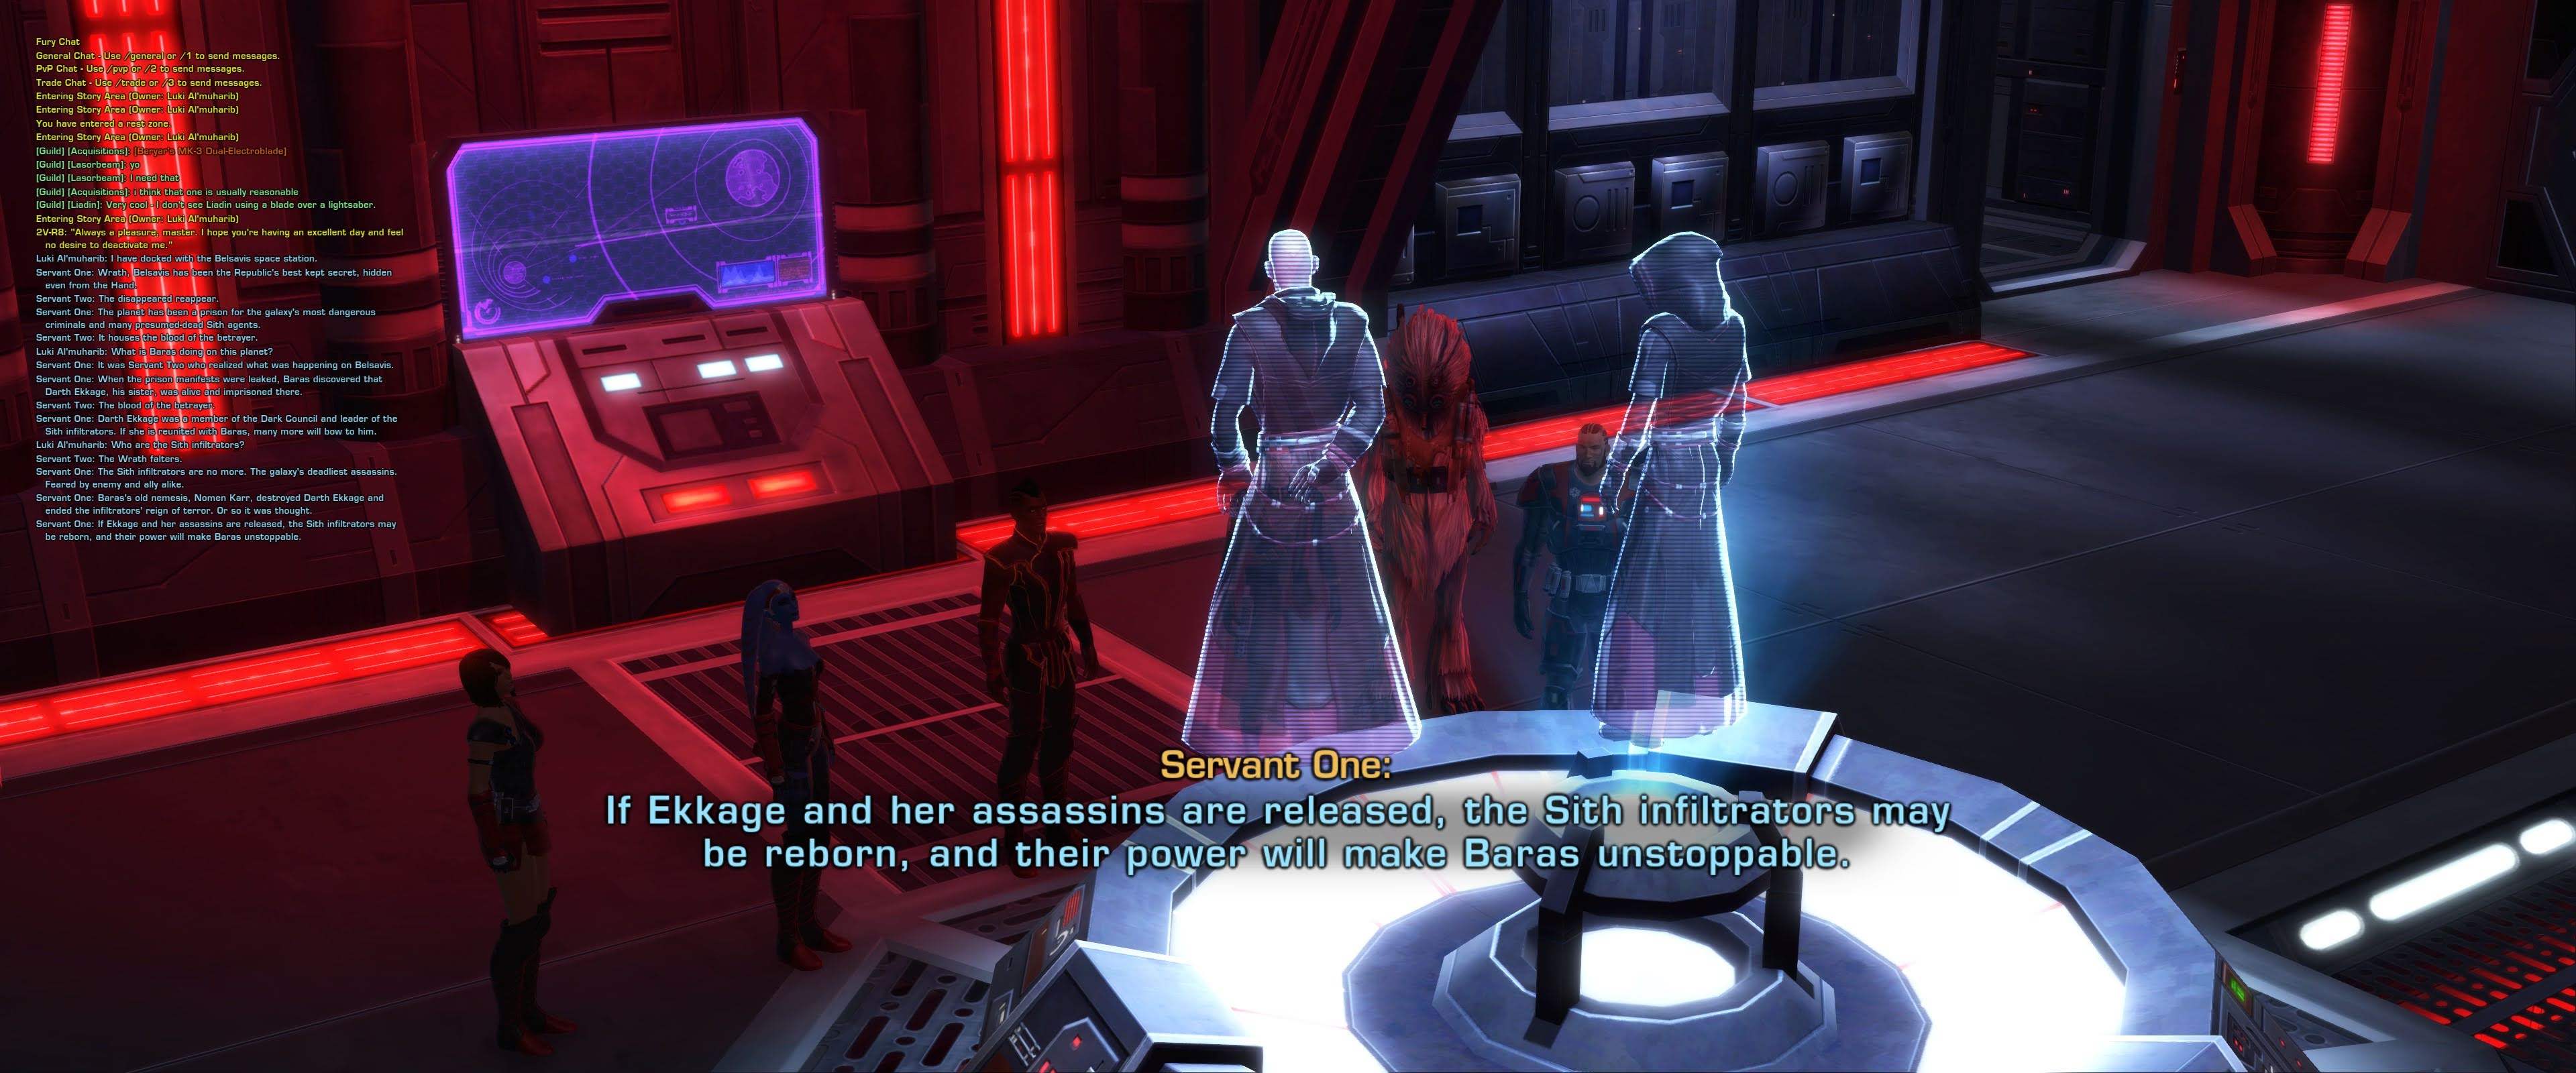 Fury Chat
General Chat - Use /general or /1 to send messages.
PvP Chat - Use /pvp or /2 to send messages.
Trade Chat - Use /trade or /3 to send messages.
Entering Story Area (Owner: Luki Al'muharib)
Entering Story Area (Owner: Luki Al'muharib)
You have entered a rest zone.
Entering Story Area (Owner: Luki Al'muharib)
[Guild] [Acquisitions]: [Beryar's MK-3 Dual-Electroblade]
[Guild] [Lasorbeam]: yo
[Guild] [Lasorbeam]: I need that
[Guild] [Acquisitions]: i think that one is usually reasonable
[Guild] [Liadin]: Very cool - I don't see Liadin using a blade over a lightsaber.
Entering Story Area (Owner: Luki Al'muharib)
2V-R8: "Always a pleasure, master. I hope you're having an excellent day and feel
no desire to deactivate me."
Luki Al'muharib: I have docked with the Belsavis space station.
Servant One: Wrath, Belsavis has been the Republic's best kept secret, hidden
even from the Hand.
Servant Two: The disappeared reappear.
Servant One: The planet has been a prison for the galaxy's most dangerous
criminals and many presumed-dead Sith agents.
Servant Two: It houses the blood of the betrayer.
Luki Al'muharib: What is Baras doing on this planet?
Servant One: It was Servant Two who realized what was happening on Belsavis.
Servant One: When the prison manifests were leaked, Baras discovered that
Darth Ekkage, his sister, was alive and imprisoned there.
Servant Two: The blood of the betrayer.
Servant One: Darth Ekkage was a member of the Dark Council and leader of the
Sith infiltrators. If she is reunited with Baras, many more will bow to him.
Luki Al'muharib: Who are the Sith infiltrators?
Servant Two: The Wrath falters.
Servant One: The Sith infiltrators are no more. The galaxy's deadliest assassins.
Feared by enemy and ally alike.
Servant One: Baras's old nemesis, Nomen Karr, destroyed Darth Ekkage and
ended the infiltrators' reign of terror. Or so it was thought.
Servant One: If Ekkage and her assassins are released, the Sith infiltrators may
be reborn, and their power will make Baras unstoppable.
Servant One:
If Ekkage and her assassins are released, the Sith infiltrators may
be reborn, and their power will make Baras unstoppable.